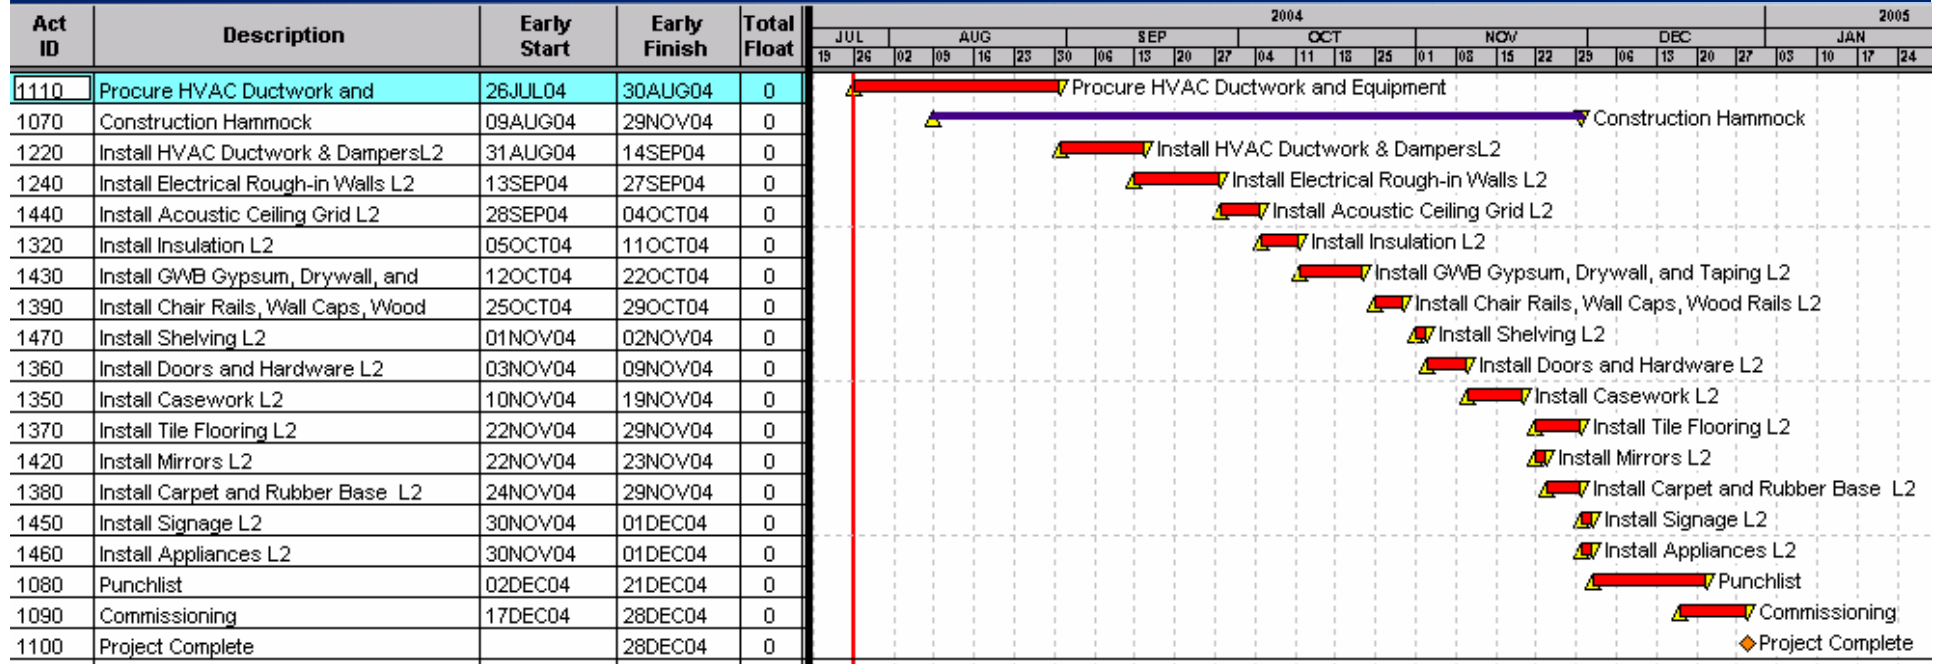 Act ID Description Early Start Early Finish Total Float
2004 2005
JUL AUG SEP OCT NOV DEC JAN
19 26 02 09 16 23 30 06 13 20 27 04 11 18 25 01 08 15 22 29 06 13 20 27 03 10 17 24
1110 Procure HVAC Ductwork and 26JUL04 30AUG04 0 Procure HVAC Ductwork and Equipment
1070 Construction Hammock 09AUG04 29NOV04 0 Construction Hammock
1220 Install HVAC Ductwork & DampersL2 31AUG04 14SEP04 0 Install HVAC Ductwork & DampersL2
1240 Install Electrical Rough-in Walls L2 13SEP04 27SEP04 0 Install Electrical Rough-in Walls L2
1440 Install Acoustic Ceiling Grid L2 28SEP04 04OCT04 0 Install Acoustic Ceiling Grid L2
1320 Install Insulation L2 05OCT04 11OCT04 0 Install Insulation L2
1430 Install GWB Gypsum, Drywall, and 12OCT04 22OCT04 0 Install GWB Gypsum, Drywall, and Taping L2
1390 Install Chair Rails, Wall Caps, Wood 25OCT04 29OCT04 0 Install Chair Rails, Wall Caps, Wood Rails L2
1470 Install Shelving L2 01NOV04 02NOV04 0 Install Shelving L2
1360 Install Doors and Hardware L2 03NOV04 09NOV04 0 Install Doors and Hardware L2
1350 Install Casework L2 10NOV04 19NOV04 0 Install Casework L2
1370 Install Tile Flooring L2 22NOV04 29NOV04 0 Install Tile Flooring L2
1420 Install Mirrors L2 22NOV04 23NOV04 0 Install Mirrors L2
1380 Install Carpet and Rubber Base L2 24NOV04 29NOV04 0 Install Carpet and Rubber Base L2
1450 Install Signage L2 30NOV04 01DEC04 0 Install Signage L2
1460 Install Appliances L2 30NOV04 01DEC04 0 Install Appliances L2
1080 Punchlist 02DEC04 21DEC04 0 Punchlist
1090 Commissioning 17DEC04 28DEC04 0 Commissioning
1100 Project Complete 28DEC04 0 Project Complete